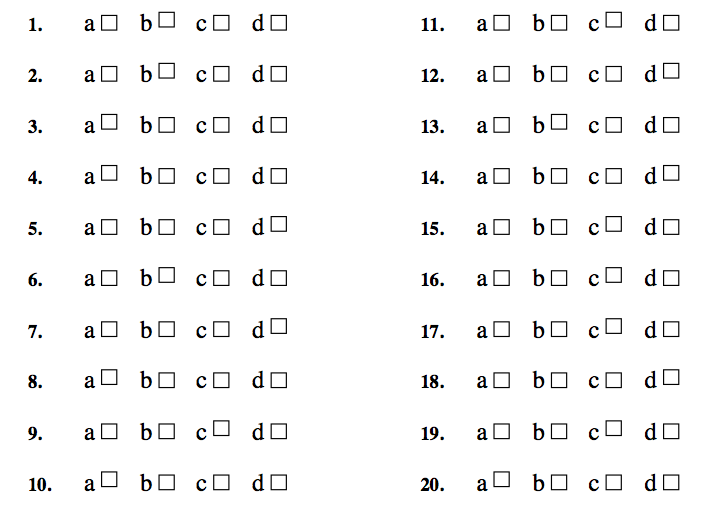 1. a☐ b☐ c☐ d☐
2. a☐ b☐ c☐ d☐
3. a☐ b☐ c☐ d☐
4. a☐ b☐ c☐ d☐
5. a☐ b☐ c☐ d☐
6. a☐ b☐ c☐ d☐
7. a☐ b☐ c☐ d☐
8. a☐ b☐ c☐ d☐
9. a☐ b☐ c☐ d☐
10. a☐ b☐ c☐ d☐
11. a☐ b☐ c☐ d☐
12. a☐ b☐ c☐ d☐
13. a☐ b☐ c☐ d☐
14. a☐ b☐ c☐ d☐
15. a☐ b☐ c☐ d☐
16. a☐ b☐ c☐ d☐
17. a☐ b☐ c☐ d☐
18. a☐ b☐ c☐ d☐
19. a☐ b☐ c☐ d☐
20. a☐ b☐ c☐ d☐